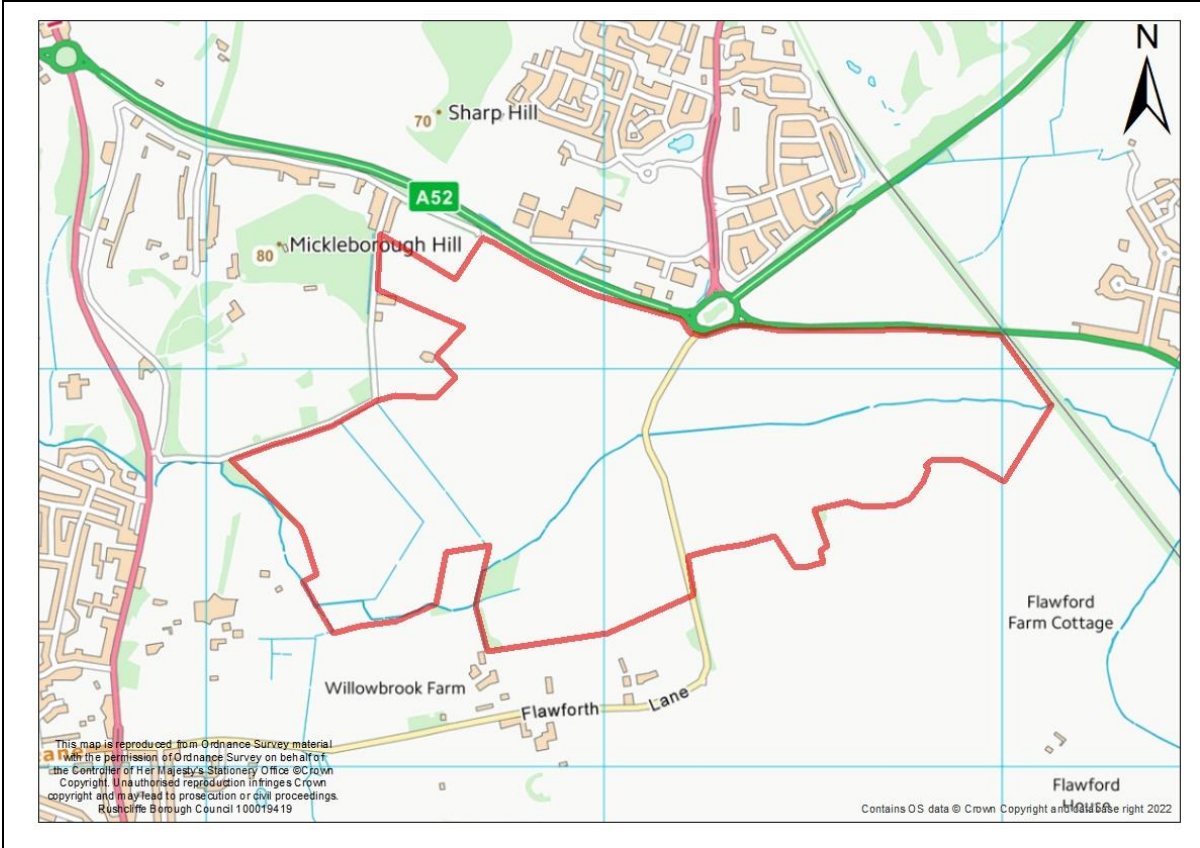 N
70 Sharp Hill
A52
80 Mickleborough Hill
Flawford
Farm Cottage
Willowbrook Farm
Flawforth Lane
ane
This map is reproduced from Ordnance Survey material
with the permission of Ordnance Survey on behalf of
the Controller of Her Majesty's Stationery Office ©Crown
Copyright. Unauthorised reproduction infringes Crown
copyright and may lead to prosecution or civil proceedings.
Rushcliffe Borough Council 100019419
Flawford
House
Contains OS data © Crown Copyright and database right 2022